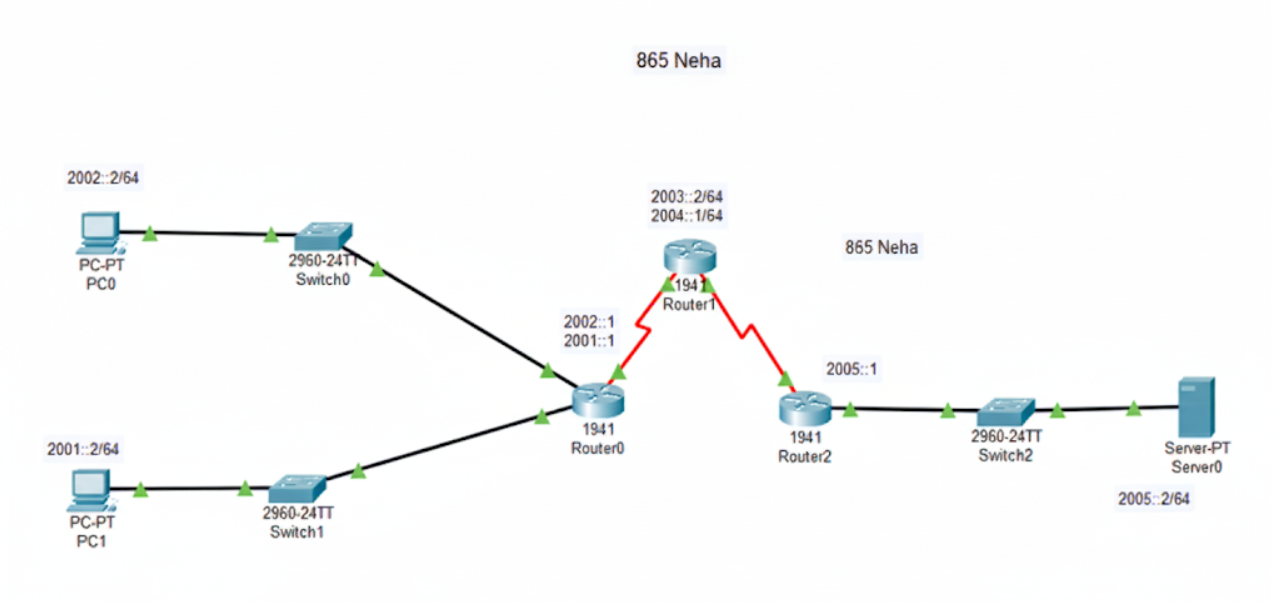 865 Neha
2002::2/64
PC-PT
PC0
2960-24TT
Switch0
2003::2/64
2004::1/64
1941
Router1
865 Neha
2002::1
2001::1
1941
Router0
2005::1
1941
Router2
2960-24TT
Switch2
Server-PT
Server0
2005::2/64
2001::2/64
PC-PT
PC1
2960-24TT
Switch1